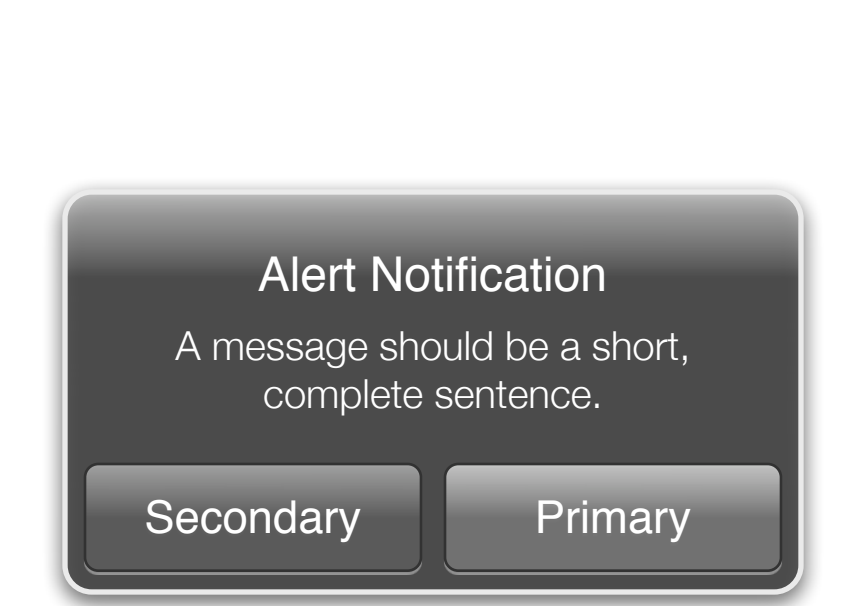 Alert Notification
A message should be a short,
complete sentence.
Secondary
Primary